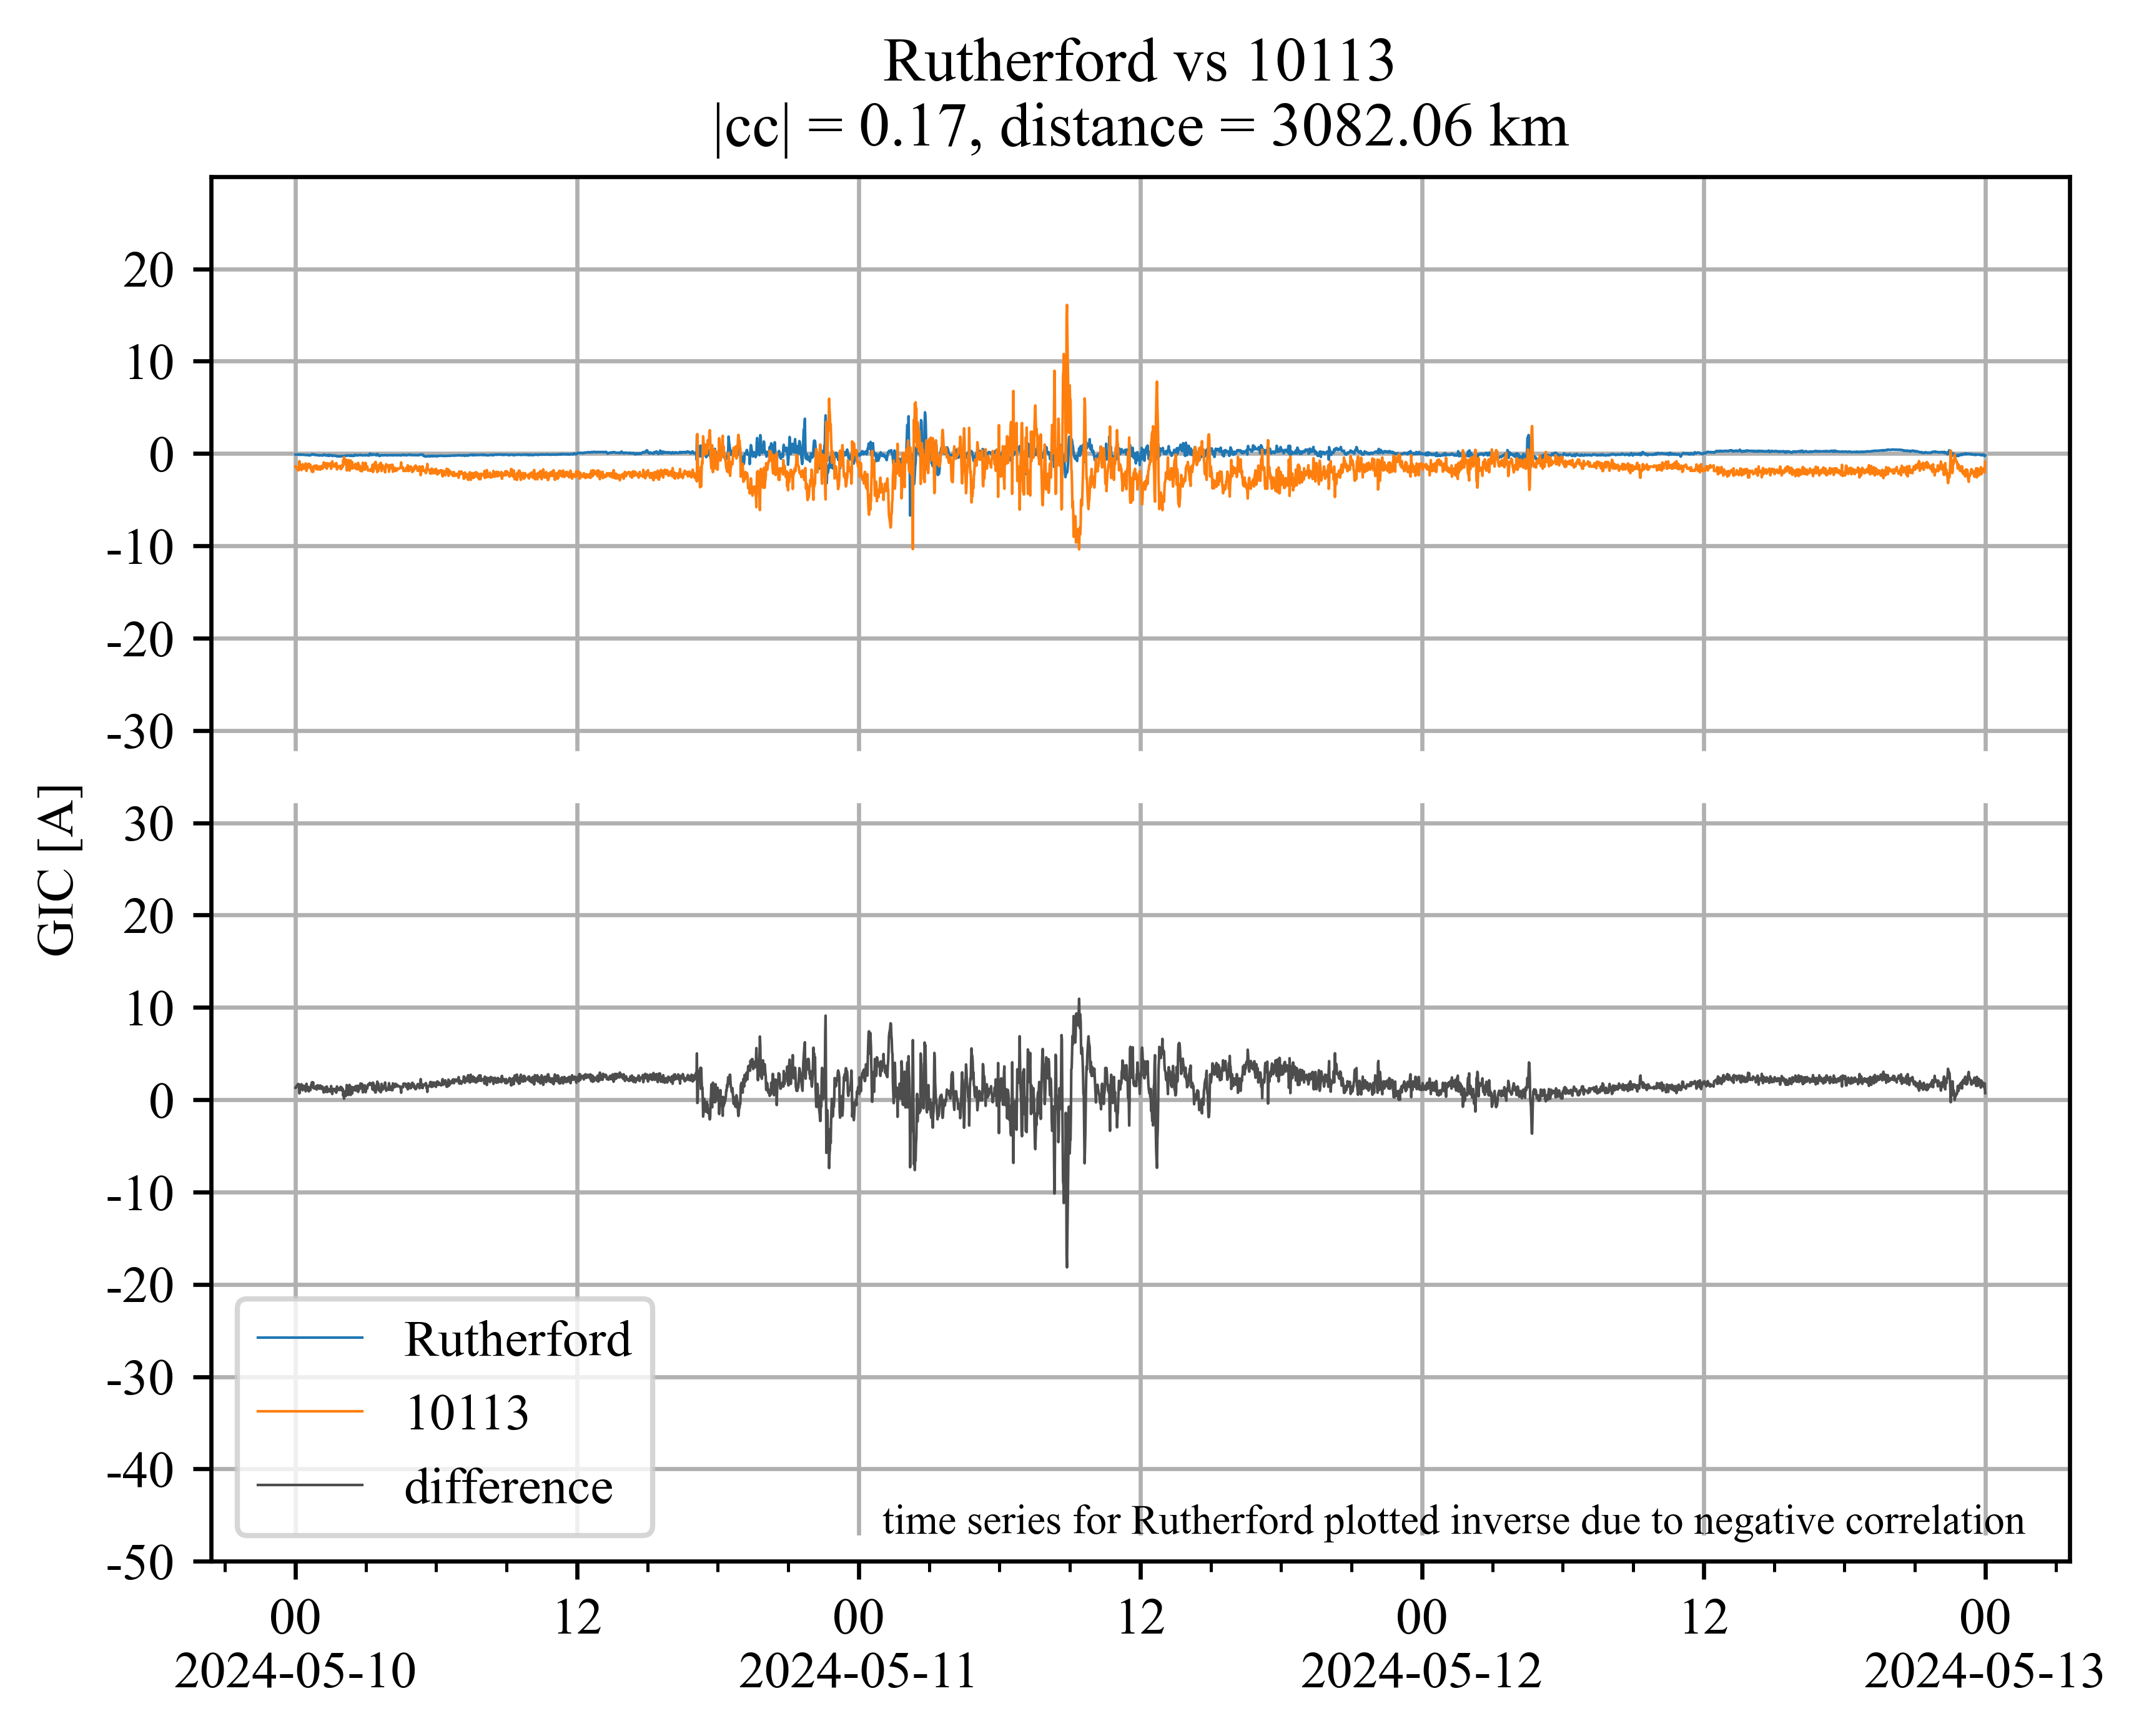 Rutherford vs 10113
|cc| = 0.17, distance = 3082.06 km
GIC [A]
20
10
0
-10
-20
-30
30
20
10
0
-10
-20
-30
-40
-50
Rutherford
10113
difference
time series for Rutherford plotted inverse due to negative correlation
00 12 00 12 00 12 00
2024-05-10 2024-05-11 2024-05-12 2024-05-13